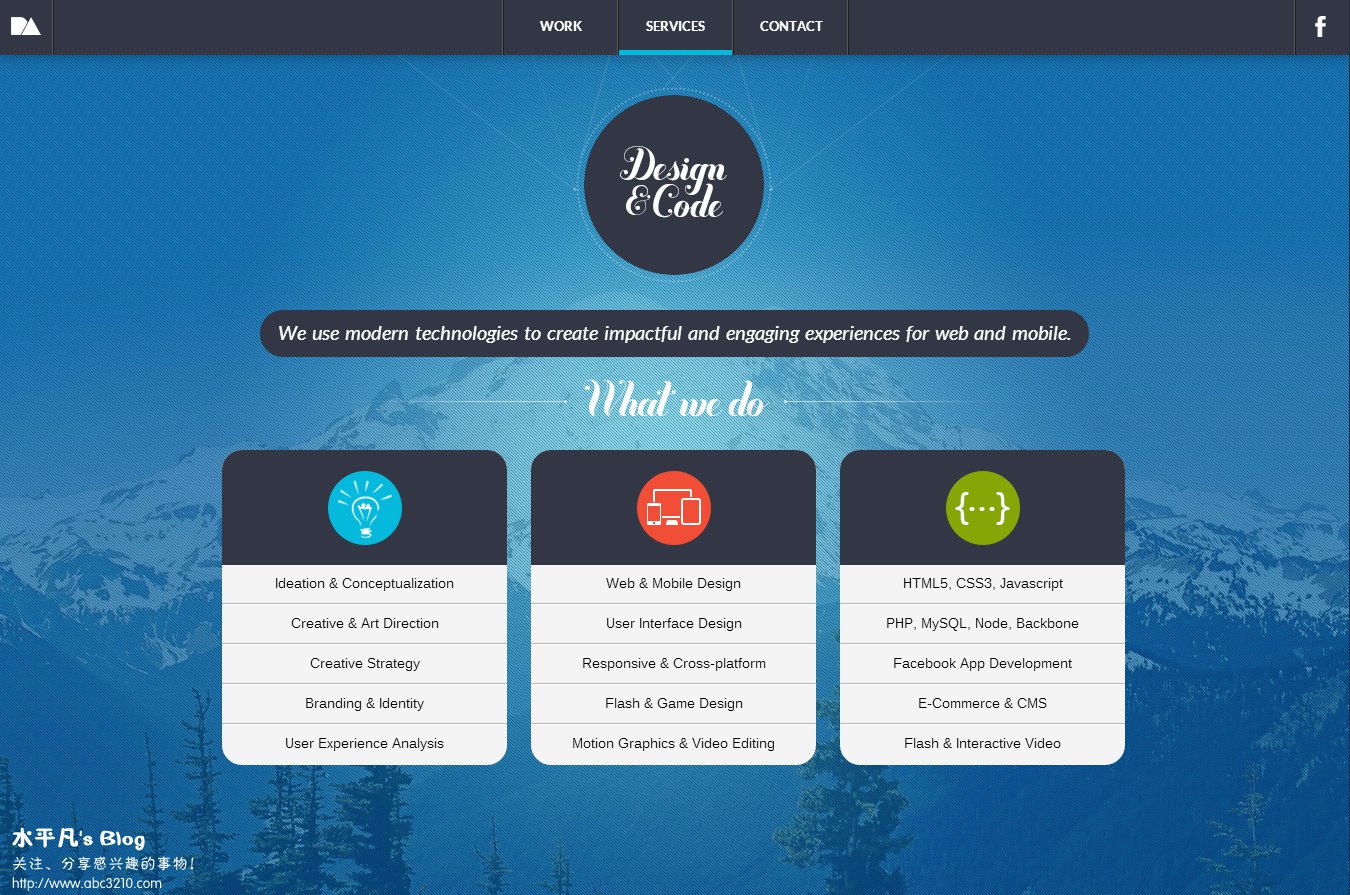 WORK
SERVICES
CONTACT
Design
& Code
We use modern technologies to create impactful and engaging experiences for web and mobile.
What we do
Ideation & Conceptualization
Creative & Art Direction
Creative Strategy
Branding & Identity
User Experience Analysis
Web & Mobile Design
User Interface Design
Responsive & Cross-platform
Flash & Game Design
Motion Graphics & Video Editing
HTML5, CSS3, Javascript
PHP, MySQL, Node, Backbone
Facebook App Development
E-Commerce & CMS
Flash & Interactive Video
水平凡's Blog
关注、分享感兴趣的事物!
http://www.abc3210.com